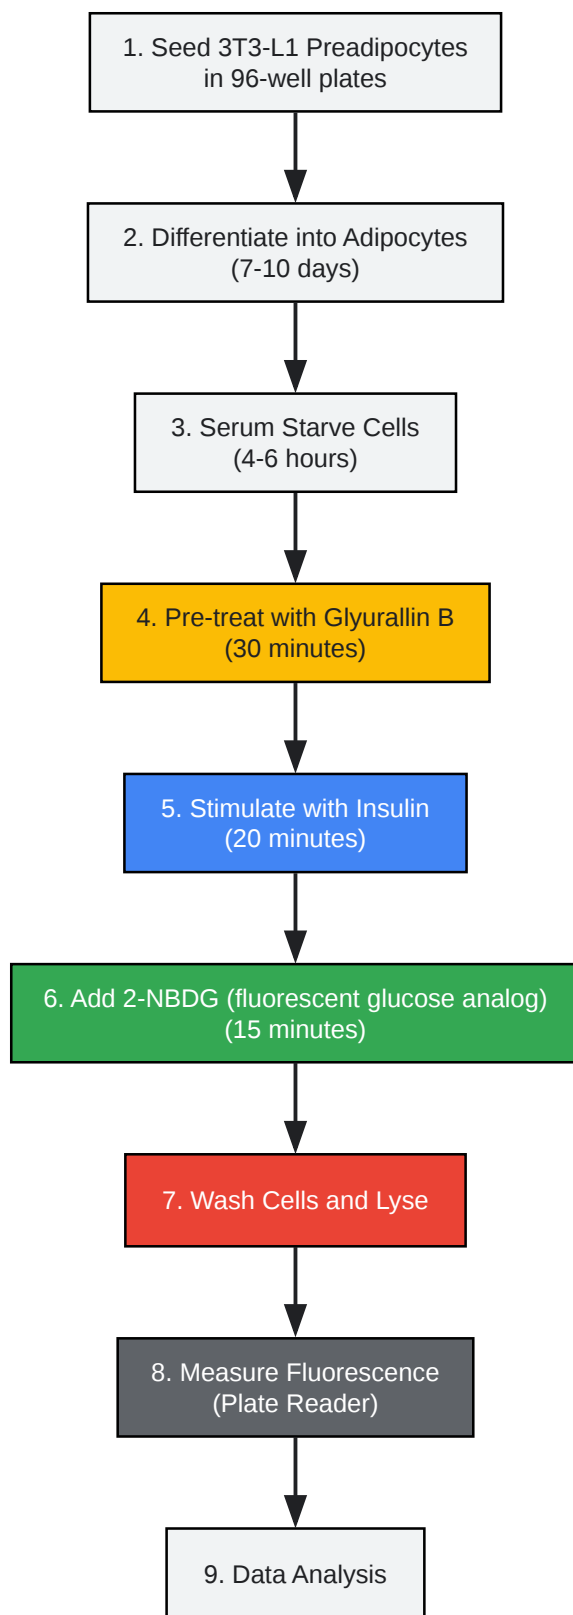 1. Seed 3T3-L1 Preadipocytes
in 96-well plates
2. Differentiate into Adipocytes
(7-10 days)
3. Serum Starve Cells
(4-6 hours)
4. Pre-treat with Glyurallin B
(30 minutes)
5. Stimulate with Insulin
(20 minutes)
6. Add 2-NBDG (fluorescent glucose analog)
(15 minutes)
7. Wash Cells and Lyse
8. Measure Fluorescence
(Plate Reader)
9. Data Analysis